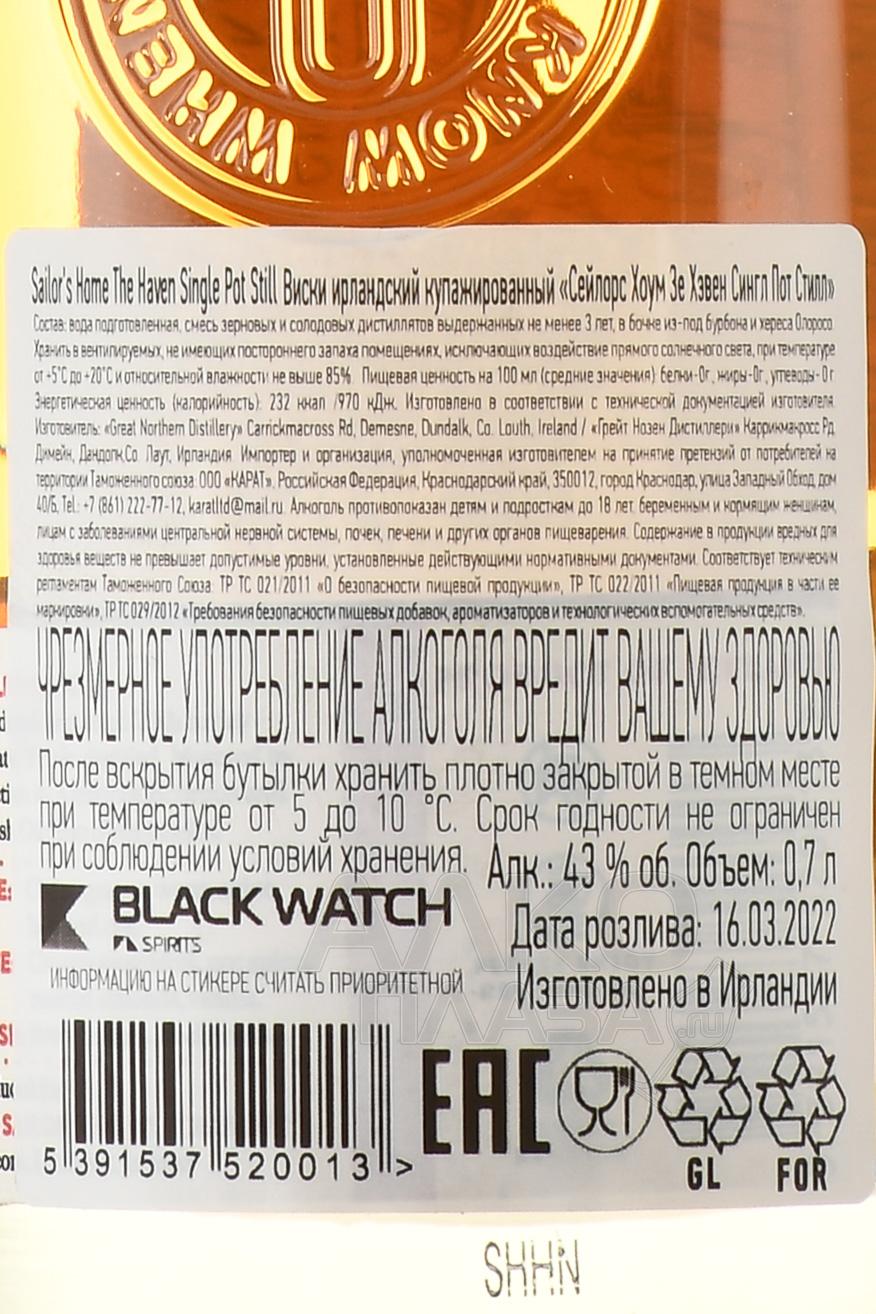 KNOW WHEN
Sailor's Home The Haven Single Pot Still Виски ирландский купажированный «Сейлорс Хоум Зе Хэвен Сингл Пот Стилл»
Состав: вода подготовленная, смесь зерновых и солодовых дистиллятов выдержанных не менее 3 лет, в бочке из-под бурбона и хереса Олоросо.
Хранить в вентилируемых, не имеющих постороннего запаха помещениях, исключающих воздействие прямого солнечного света, при температуре
от +5°С до +20°С и относительной влажности не выше 85%. Пищевая ценность на 100 мл (средние значения): белки-0г, жиры-0г, углеводы-0 г.
Энергетическая ценность (калорийность): 232 ккал /970 кДж. Изготовлено в соответствии с технической документацией изготовителя.
Изготовитель: «Great Northern Distillery» Carrickmacross Rd, Demesne, Dundalk, Co. Louth, Ireland / «Грейт Нозен Дистиллери» Каррикмакросс Рд,
Димейн, Дандолк,Со Лаут, Ирландия. Импортер и организация, уполномоченная изготовителем на принятие претензий от потребителей на
территории Таможенного союза: ООО «КАРАТ», Российская Федерация, Краснодарский край, 350012, город Краснодар, улица Западный Обход, дом
40/Б, Tel.: +7 (861) 222-77-12, karatltd@mail.ru. Алкоголь противопоказан детям и подросткам до 18 лет, беременным и кормящим женщинам,
лицам с заболеваниями центральной нервной системы, почек, печени и других органов пищеварения. Содержание в продукции вредных для
здоровья веществ не превышает допустимые уровни, установленные действующими нормативными документами. Соответствует техническим
регламентам Таможенного Союза: ТР ТС 021/2011 «О безопасности пищевой продукции», ТР ТС 022/2011 «Пищевая продукция в части ее
маркировки», ТР ТС 029/2012 «Требования безопасности пищевых добавок, ароматизаторов и технологических вспомогательных средств».
ЧРЕЗМЕРНОЕ УПОТРЕБЛЕНИЕ АЛКОГОЛЯ ВРЕДИТ ВАШЕМУ ЗДОРОВЬЮ
После вскрытия бутылки хранить плотно закрытой в темном месте
при температуре от 5 до 10 °С. Срок годности не ограничен
при соблюдении условий хранения.
Алк.: 43 % об. Объем: 0,7 л
BLACK WATCH
SPIRITS
Дата розлива: 16.03.2022
ИНФОРМАЦИЮ НА СТИКЕРЕ СЧИТАТЬ ПРИОРИТЕТНОЙ
Изготовлено в Ирландии
АЛКО
ПЛАЗА.ru
EAC
5 391537 520013 >
GL FOR